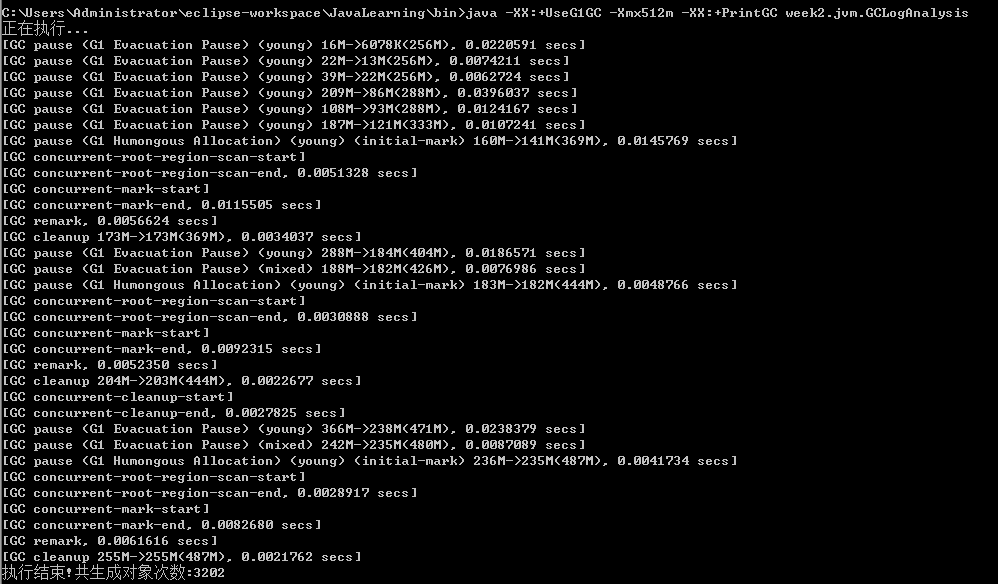 C:\Users\Administrator\eclipse-workspace\JavaLearning\bin>java -XX:+UseG1GC -Xmx512m -XX:+PrintGC week2.jvm.GCLogAnalysis
正在执行...
[GC pause (G1 Evacuation Pause) (young) 16M->6078K(256M), 0.0220591 secs]
[GC pause (G1 Evacuation Pause) (young) 22M->13M(256M), 0.0074211 secs]
[GC pause (G1 Evacuation Pause) (young) 39M->22M(256M), 0.0062724 secs]
[GC pause (G1 Evacuation Pause) (young) 209M->86M(288M), 0.0396037 secs]
[GC pause (G1 Evacuation Pause) (young) 108M->93M(288M), 0.0124167 secs]
[GC pause (G1 Evacuation Pause) (young) 187M->121M(333M), 0.0107241 secs]
[GC pause (G1 Humongous Allocation) (young) (initial-mark) 160M->141M(369M), 0.0145769 secs]
[GC concurrent-root-region-scan-start]
[GC concurrent-root-region-scan-end, 0.0051328 secs]
[GC concurrent-mark-start]
[GC concurrent-mark-end, 0.0115505 secs]
[GC remark, 0.0056624 secs]
[GC cleanup 173M->173M(369M), 0.0034037 secs]
[GC pause (G1 Evacuation Pause) (young) 288M->184M(404M), 0.0186571 secs]
[GC pause (G1 Evacuation Pause) (mixed) 188M->182M(426M), 0.0076986 secs]
[GC pause (G1 Humongous Allocation) (young) (initial-mark) 183M->182M(444M), 0.0048766 secs]
[GC concurrent-root-region-scan-start]
[GC concurrent-root-region-scan-end, 0.0030888 secs]
[GC concurrent-mark-start]
[GC concurrent-mark-end, 0.0092315 secs]
[GC remark, 0.0052350 secs]
[GC cleanup 204M->203M(444M), 0.0022677 secs]
[GC concurrent-cleanup-start]
[GC concurrent-cleanup-end, 0.0027825 secs]
[GC pause (G1 Evacuation Pause) (young) 366M->238M(471M), 0.0238379 secs]
[GC pause (G1 Evacuation Pause) (mixed) 242M->235M(480M), 0.0087089 secs]
[GC pause (G1 Humongous Allocation) (young) (initial-mark) 236M->235M(487M), 0.0041734 secs]
[GC concurrent-root-region-scan-start]
[GC concurrent-root-region-scan-end, 0.0028917 secs]
[GC concurrent-mark-start]
[GC concurrent-mark-end, 0.0082680 secs]
[GC remark, 0.0061616 secs]
[GC cleanup 255M->255M(487M), 0.0021762 secs]
执行结束!共生成对象次数:3202